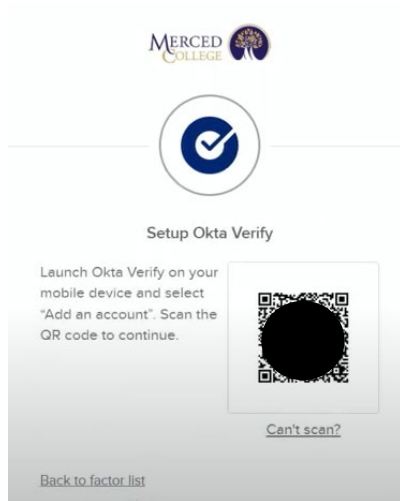 MERCED
COLLEGE
Setup Okta Verify
Launch Okta Verify on your
mobile device and select
“Add an account”. Scan the
QR code to continue.
Can't scan?
Back to factor list